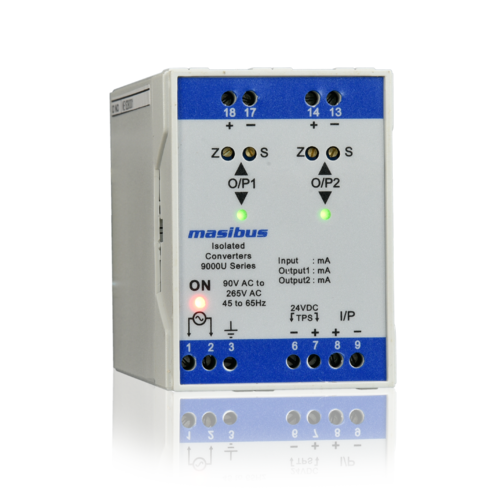 18 17 14 13
+ − + −
Z S Z S
O/P1 O/P2
masibus
Isolated
Converters
9000U Series
Input : mA
Output1 : mA
Output2 : mA
ON
90V AC to
265V AC
45 to 65Hz
24VDC
TPS
I/P
− + + −
1 2 3 6 7 8 9